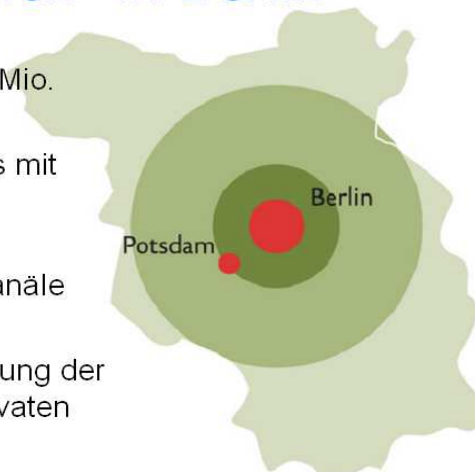 Mio.
s mit
Berlin
Potsdam
anäle
ung der
vaten